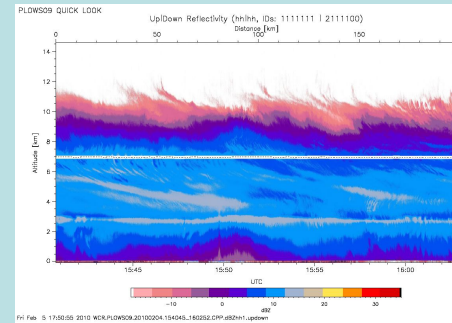 PLOWS09 QUICK LOOK
Up|Down Reflectivity (hhlhh, IDs: 1111111 | 2111100)
Distance [km]
0 50 100 150
14
12
10
8
6
4
2
0
Altitude [km]
15:45 15:50 15:55 16:00
UTC
-10 0 10 20 30
dBZ
Fri Feb 5 17:50:55 2010 WCR.PLOWS09.20100204.154045_160252.CPP.dBZhh1.updown